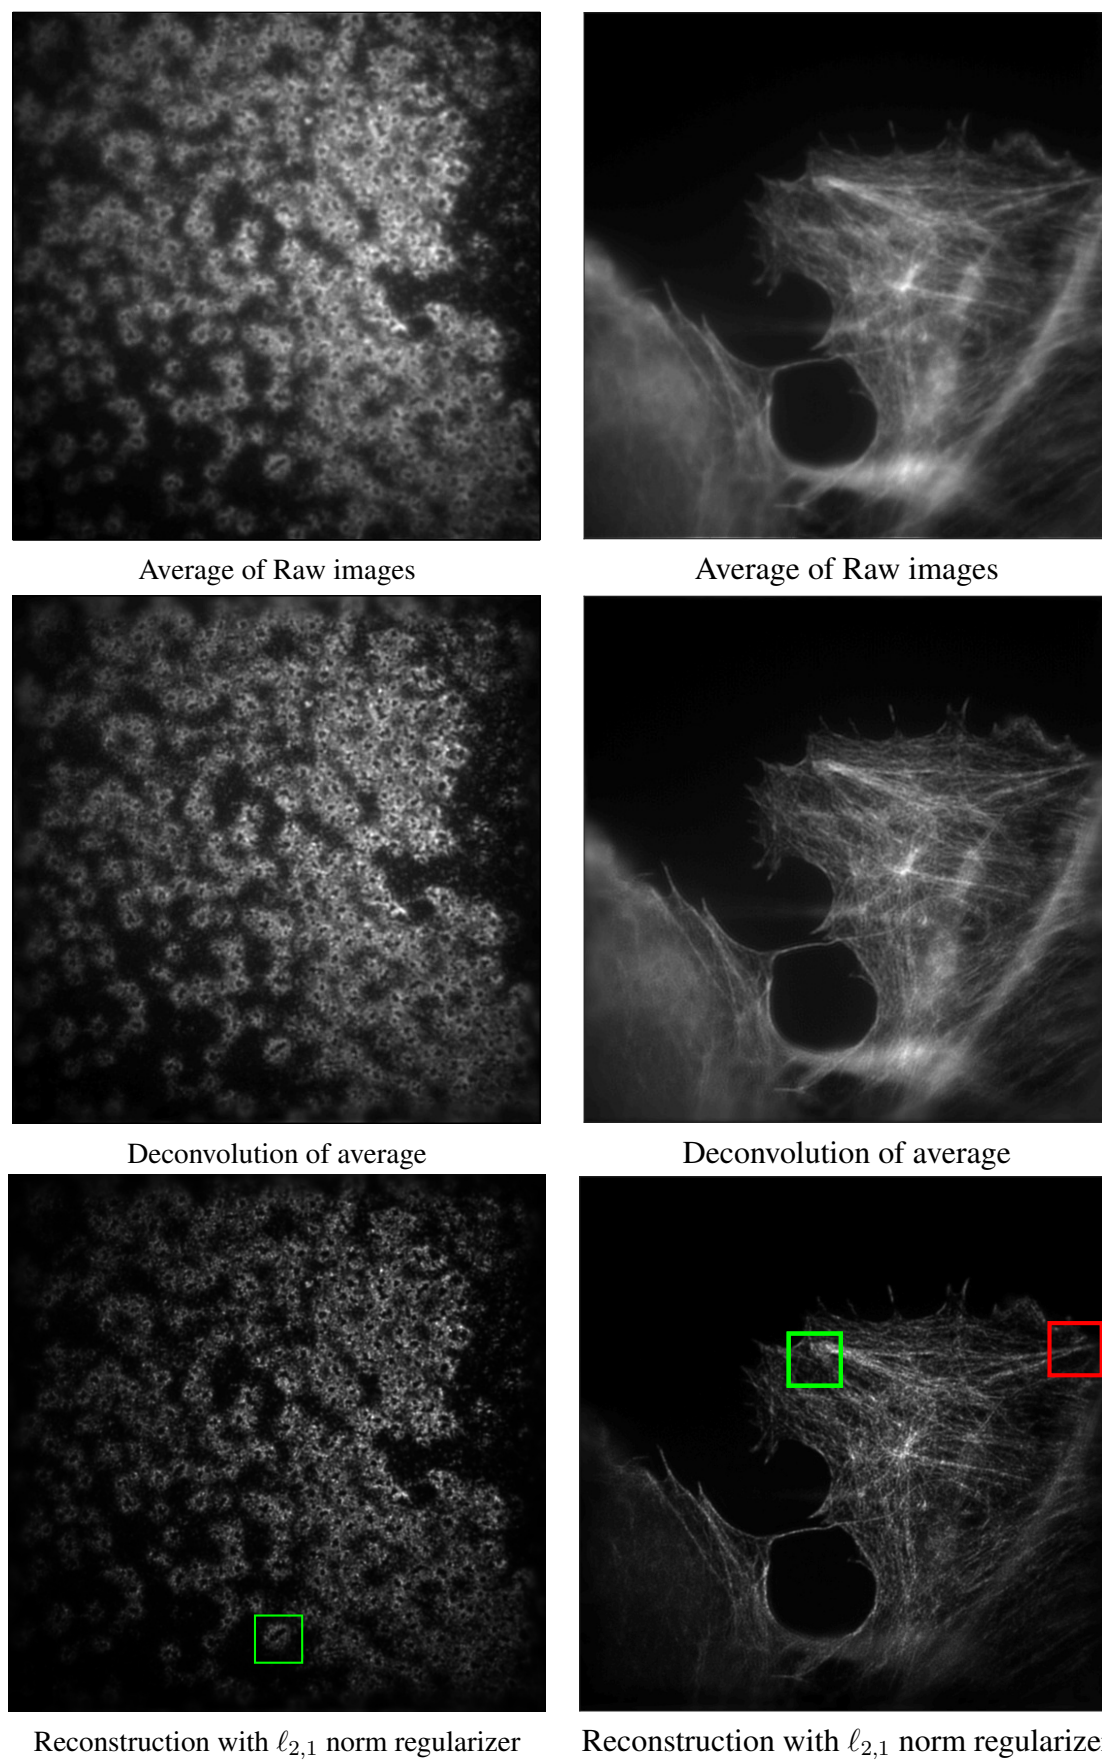 Average of Raw images
Average of Raw images
Deconvolution of average
Deconvolution of average
Reconstruction with ℓ2,1 norm regularizer
Reconstruction with ℓ2,1 norm regularize